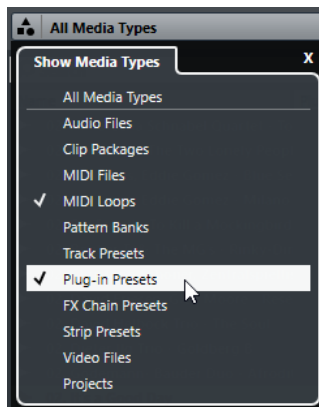 All Media Types
Show Media Types X
All Media Types
Audio Files
Clip Packages
MIDI Files
MIDI Loops
Pattern Banks
Track Presets
Plug-in Presets
FX Chain Presets
Strip Presets
Video Files
Projects